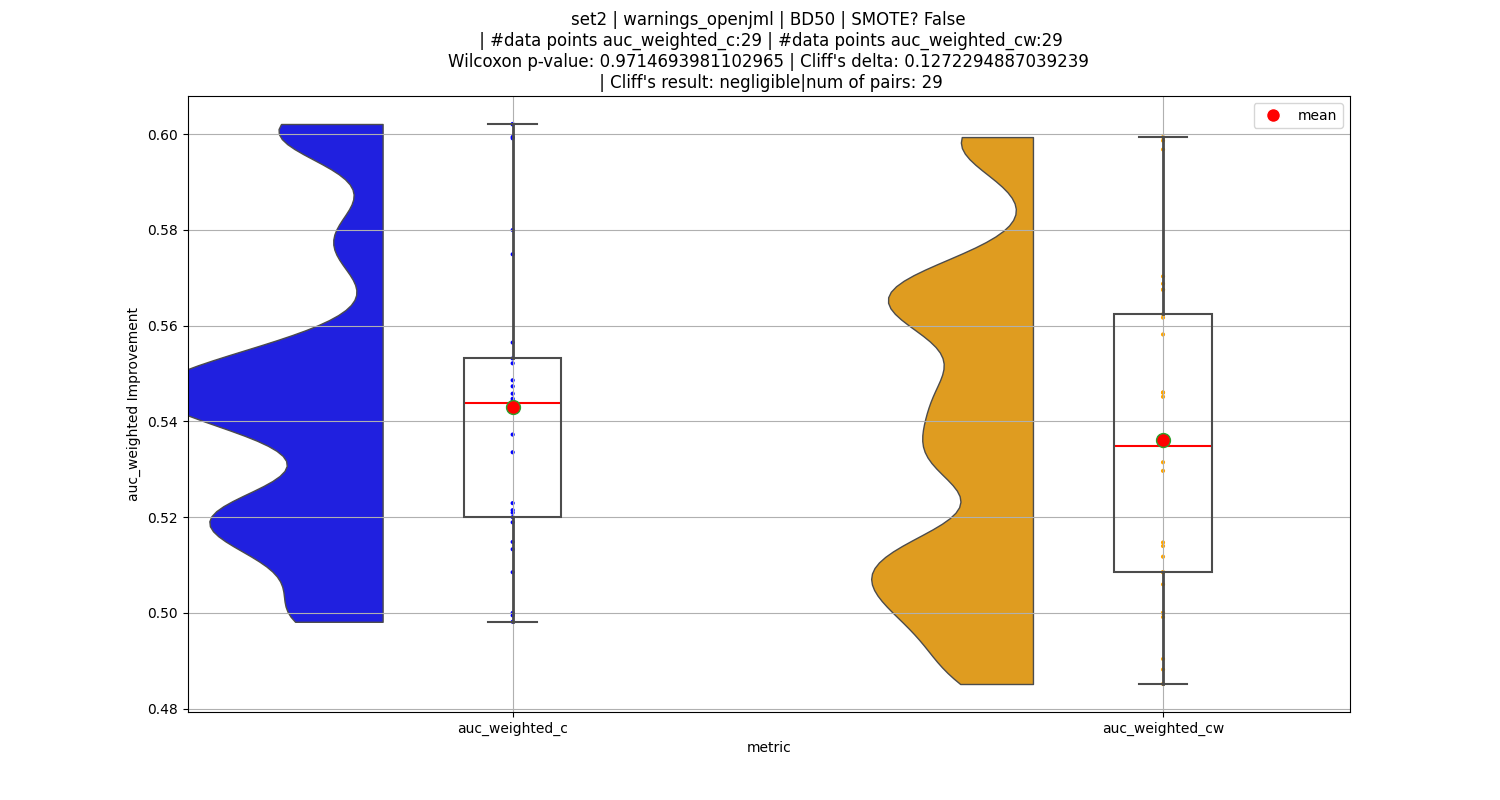 set2 | warnings_openjml | BD50 | SMOTE? False
| #data points auc_weighted_c:29 | #data points auc_weighted_cw:29
Wilcoxon p-value: 0.9714693981102965 | Cliff's delta: 0.1272294887039239
| Cliff's result: negligible|num of pairs: 29
mean
0.60
0.58
0.56
0.54
0.52
0.50
0.48
auc_weighted Improvement
auc_weighted_c
auc_weighted_cw
metric